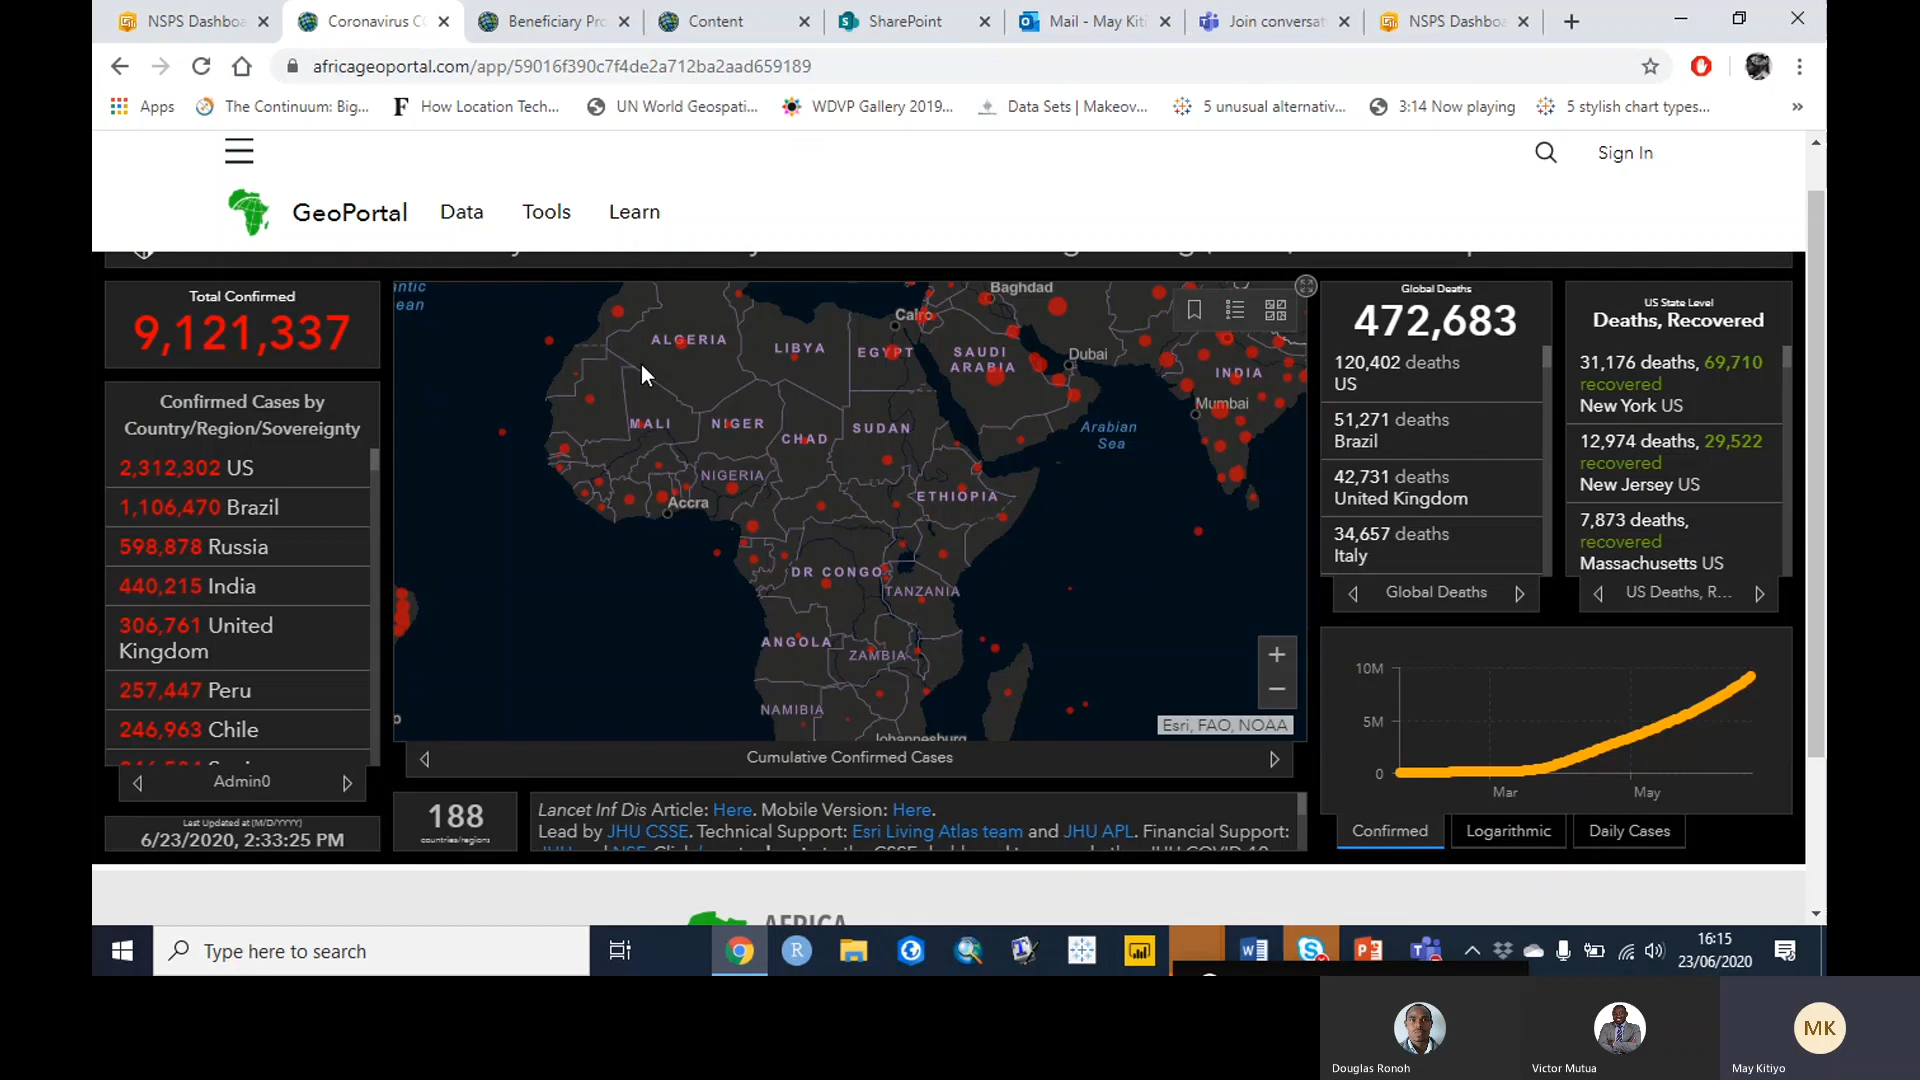 NSPS Dashboa
Coronavirus CO
Beneficiary Pro
Content
SharePoint
Mail - May Kiti
Join conversat
NSPS Dashboa
africageoportal.com/app/59016f390c7f4de2a712ba2aad659189
Apps
The Continuum: Big...
How Location Tech...
UN World Geospati...
WDVP Gallery 2019...
Data Sets | Makeov...
5 unusual alternativ...
3:14 Now playing
5 stylish chart types...
»
Sign In
GeoPortal
Data
Tools
Learn
Total Confirmed
9,121,337
Confirmed Cases by
Country/Region/Sovereignty
2,312,302 US
1,106,470 Brazil
598,878 Russia
440,215 India
306,761 United
Kingdom
257,447 Peru
246,963 Chile
Admin0
Last Updated at (M/D/YYYY)
6/23/2020, 2:33:25 PM
ntic
ean
Baghdad
Cairo
ALGERIA
LIBYA
EGYPT
SAUDI
ARABIA
Dubai
INDIA
Mumbai
Arabian
Sea
MALI
NIGER
CHAD
SUDAN
NIGERIA
Accra
ETHIOPIA
DR CONGO
TANZANIA
ANGOLA
ZAMBIA
NAMIBIA
Johannesburg
Esri, FAO, NOAA
Cumulative Confirmed Cases
188
countries/regions
Lancet Inf Dis Article: Here. Mobile Version: Here.
Lead by JHU CSSE. Technical Support: Esri Living Atlas team and JHU APL. Financial Support:
Global Deaths
472,683
120,402 deaths
US
51,271 deaths
Brazil
42,731 deaths
United Kingdom
34,657 deaths
Italy
Global Deaths
US State Level
Deaths, Recovered
31,176 deaths, 69,710
recovered
New York US
12,974 deaths, 29,522
recovered
New Jersey US
7,873 deaths,
recovered
Massachusetts US
US Deaths, R...
10M
5M
0
Mar
May
Confirmed
Logarithmic
Daily Cases
AFRICA
Type here to search
16:15
23/06/2020
MK
Douglas Ronoh
Victor Mutua
May Kitiyo